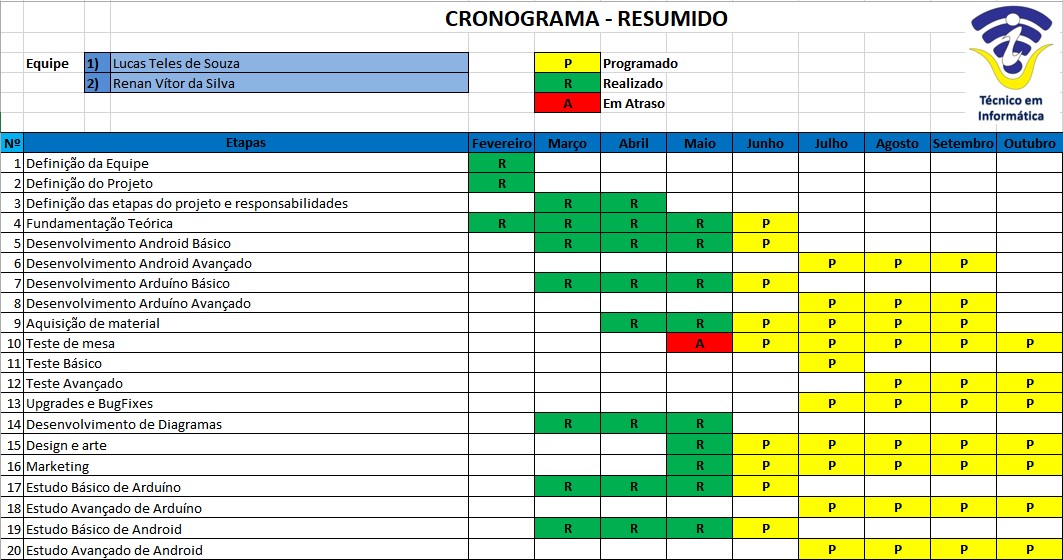 CRONOGRAMA - RESUMIDO
Equipe 1) Lucas Teles de Souza P Programado
2) Renan Vítor da Silva R Realizado
A Em Atraso
Técnico em
Informática
Nº Etapas Fevereiro Março Abril Maio Junho Julho Agosto Setembro Outubro
1 Definição da Equipe R
2 Definição do Projeto R
3 Definição das etapas do projeto e responsabilidades R R
4 Fundamentação Teórica R R R R P
5 Desenvolvimento Android Básico R R R P
6 Desenvolvimento Android Avançado P P P
7 Desenvolvimento Arduíno Básico R R R P
8 Desenvolvimento Arduíno Avançado P P P
9 Aquisição de material R R P P P P
10 Teste de mesa A P P P P P
11 Teste Básico P
12 Teste Avançado P P P
13 Upgrades e BugFixes P P P P
14 Desenvolvimento de Diagramas R R R
15 Design e arte R P P P P P
16 Marketing R P P P P P
17 Estudo Básico de Arduíno R R R P
18 Estudo Avançado de Arduíno P P P P
19 Estudo Básico de Android R R R P
20 Estudo Avançado de Android P P P P